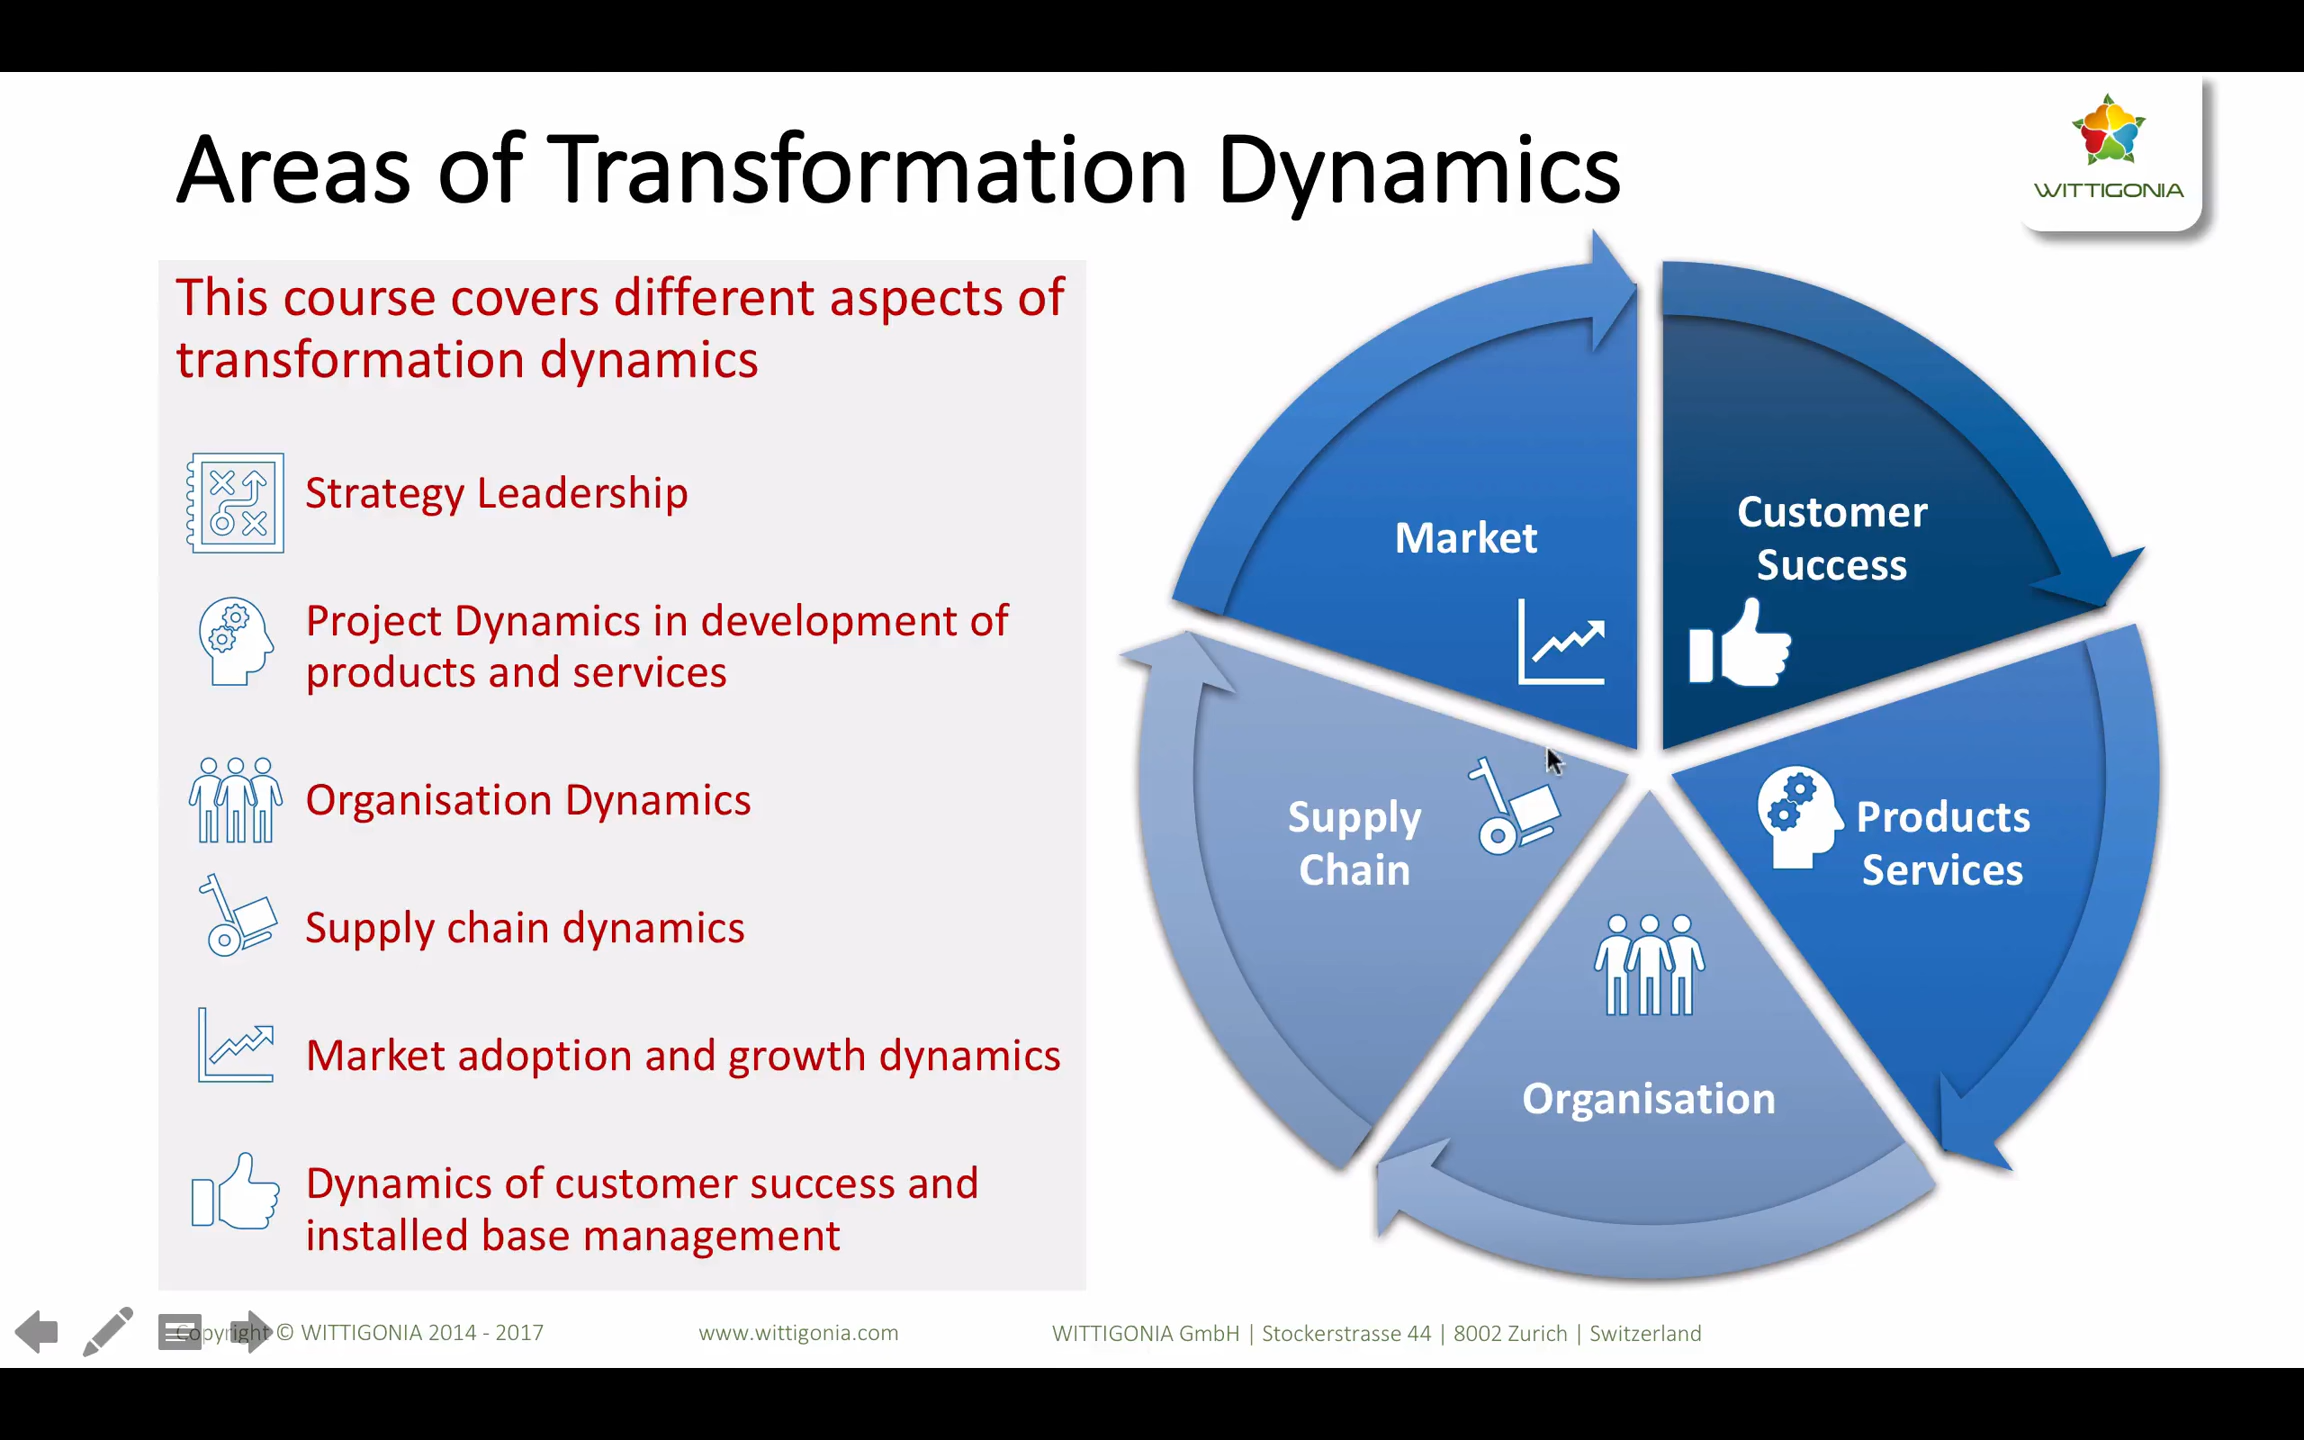 Areas of Transformation Dynamics
WITTIGONIA
This course covers different aspects of
transformation dynamics
Strategy Leadership
Project Dynamics in development of
products and services
Organisation Dynamics
Supply chain dynamics
Market adoption and growth dynamics
Dynamics of customer success and
installed base management
Market
Customer
Success
Supply
Chain
Products
Services
Organisation
Copyright © WITTIGONIA 2014 - 2017
www.wittigonia.com
WITTIGONIA GmbH | Stockerstrasse 44 | 8002 Zurich | Switzerland